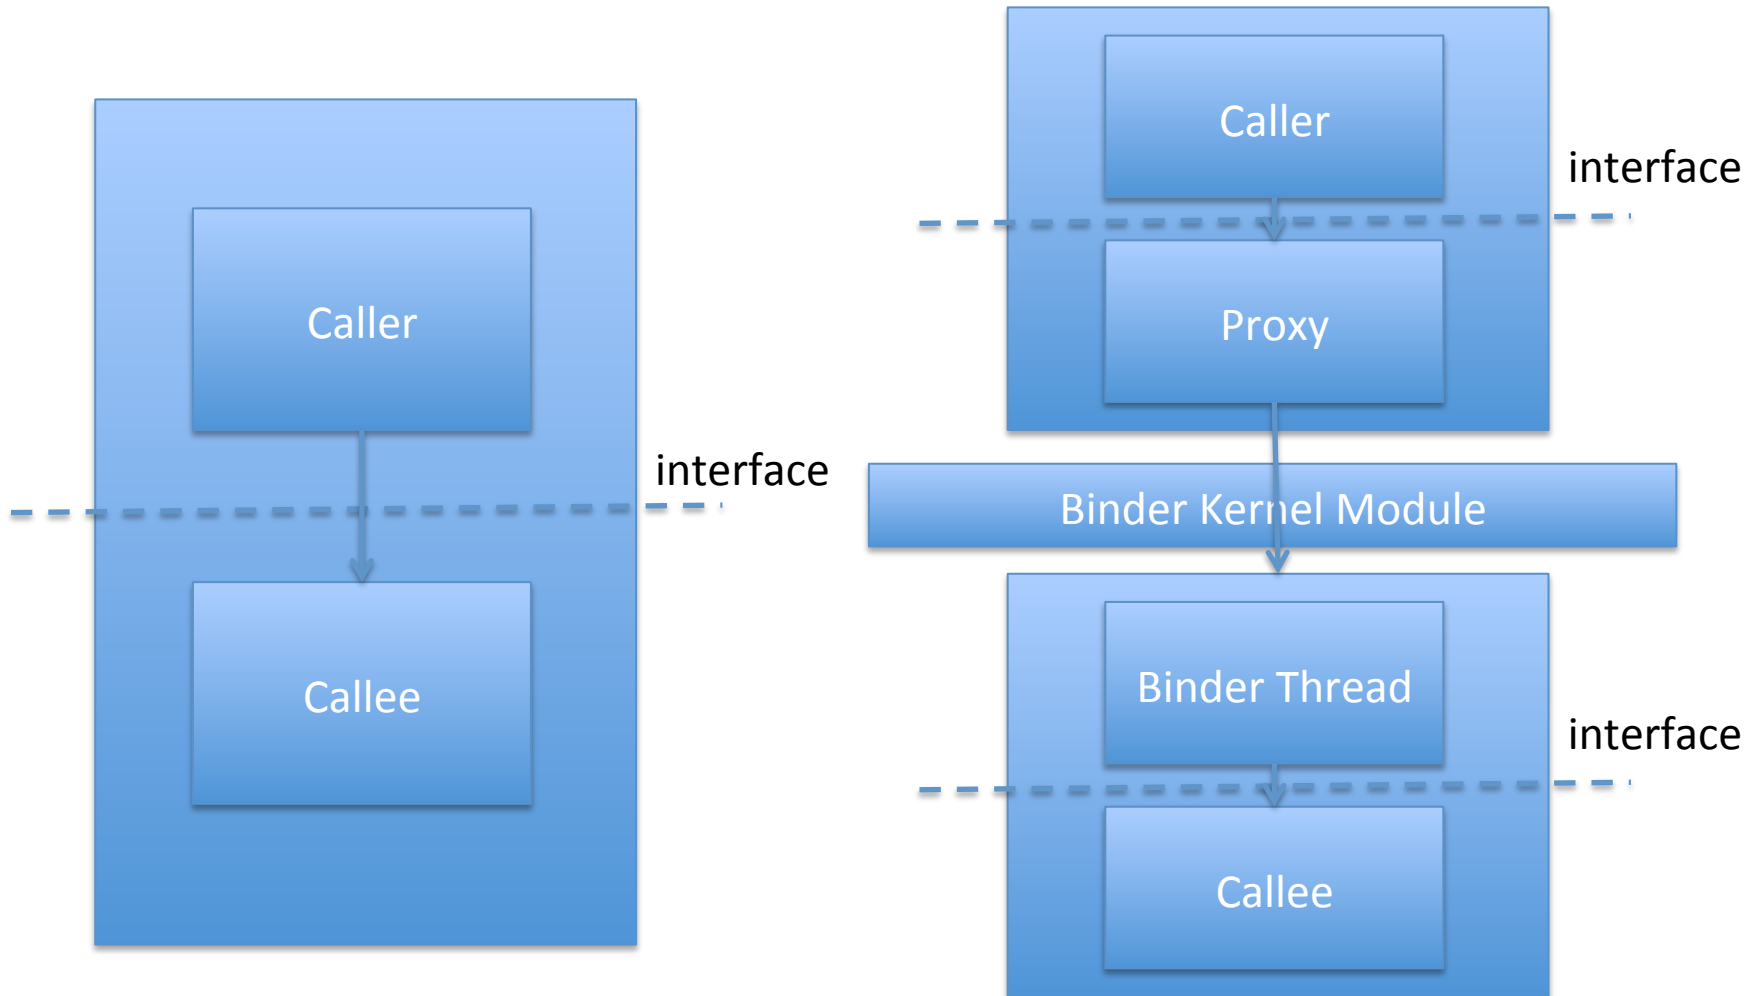 Caller
interface
Callee
Caller
interface
Proxy
Binder Kernel Module
Binder Thread
interface
Callee